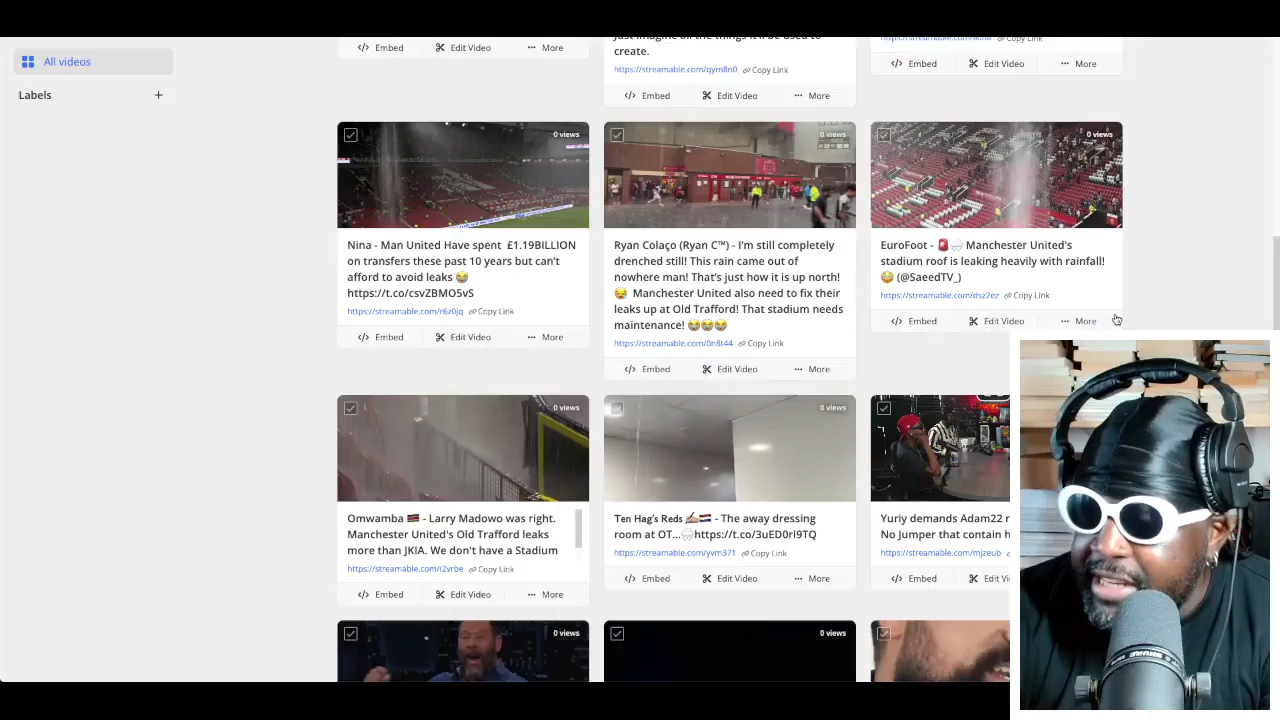 All videos
Labels
Embed
Edit Video
More
create.
https://streamable.com/qym8n0 Copy Link
Embed
Edit Video
More
Copy Link
Embed
Edit Video
More
0 views
Nina - Man United Have spent £1.19BILLION
on transfers these past 10 years but can't
afford to avoid leaks 😂
https://t.co/csvZBMO5vS
https://streamable.com/r6z0jq Copy Link
Embed
Edit Video
More
0 views
Ryan Colaço (Ryan C™) - I'm still completely
drenched still! This rain came out of
nowhere man! That's just how it is up north!
😂 Manchester United also need to fix their
leaks up at Old Trafford! That stadium needs
maintenance! 😂😂😂
https://streamable.com/0n8t44 Copy Link
Embed
Edit Video
More
0 views
EuroFoot - 🚨🌧️ Manchester United's
stadium roof is leaking heavily with rainfall!
😳 (@SaeedTV_)
https://streamable.com/dsz2ez Copy Link
Embed
Edit Video
More
0 views
Omwamba 🇰🇪 - Larry Madowo was right.
Manchester United's Old Trafford leaks
more than JKIA. We don't have a Stadium
https://streamable.com/i2vrbe Copy Link
Embed
Edit Video
More
0 views
Ten Hag's Reds ✍🏼🇳🇱 - The away dressing
room at OT...🌧️https://t.co/3uED0rI9TQ
https://streamable.com/yvm371 Copy Link
Embed
Edit Video
More
Yuriy demands Adam22 r
No Jumper that contain h
https://streamable.com/mjzeub
Embed
Edit Vi
0 views
0 views